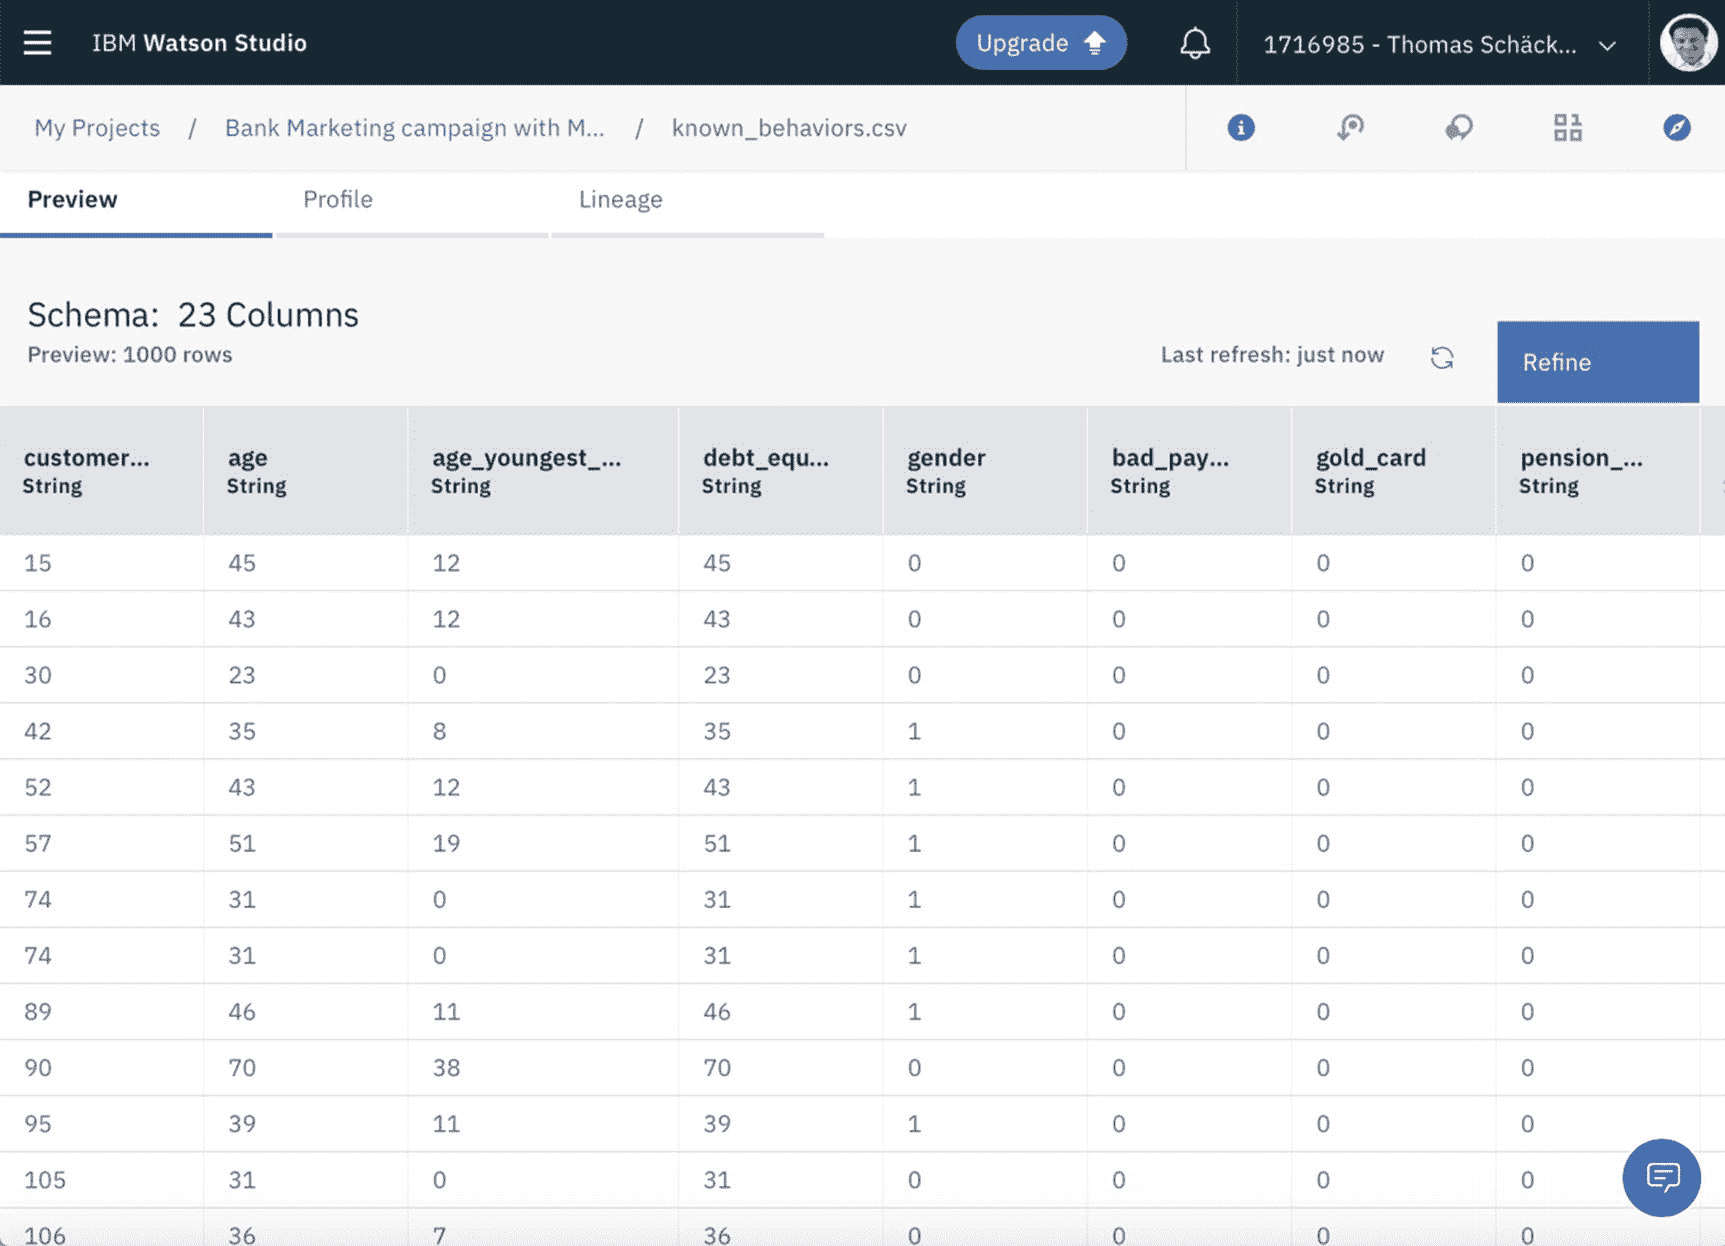 IBM Watson Studio Upgrade 1716985 - Thomas Schäck...
My Projects / Bank Marketing campaign with M... / known_behaviors.csv
Preview Profile Lineage
Schema: 23 Columns
Preview: 1000 rows Last refresh: just now Refine
customer... age age_youngest_... debt_equ... gender bad_pay... gold_card pension_...
String String String String String String String String
15 45 12 45 0 0 0 0
16 43 12 43 0 0 0 0
30 23 0 23 0 0 0 0
42 35 8 35 1 0 0 0
52 43 12 43 1 0 0 0
57 51 19 51 1 0 0 0
74 31 0 31 1 0 0 0
74 31 0 31 1 0 0 0
89 46 11 46 1 0 0 0
90 70 38 70 0 0 0 0
95 39 11 39 1 0 0 0
105 31 0 31 0 0 0 0
106 36 7 36 0 0 0 0